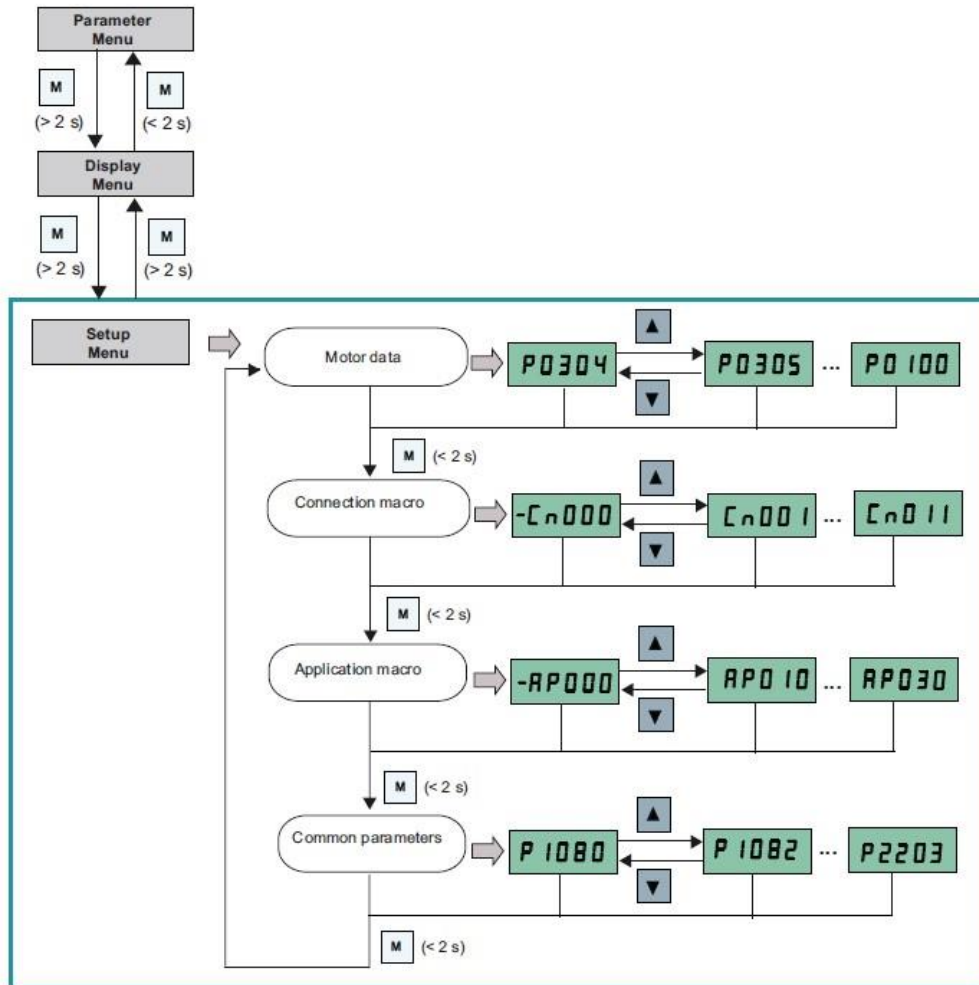 Parameter
Menu
M
M
(> 2 s)
(< 2 s)
Display
Menu
M
M
(> 2 s)
(> 2 s)
Setup
Menu
Motor data
P0304
▲
▼
P0305
...
P0100
M (< 2 s)
Connection macro
-Cn000
▲
▼
Cn001
...
Cn011
M (< 2 s)
Application macro
-AP000
▲
▼
AP010
...
AP030
M (< 2 s)
Common parameters
P1080
▲
▼
P1082
...
P2203
M (< 2 s)